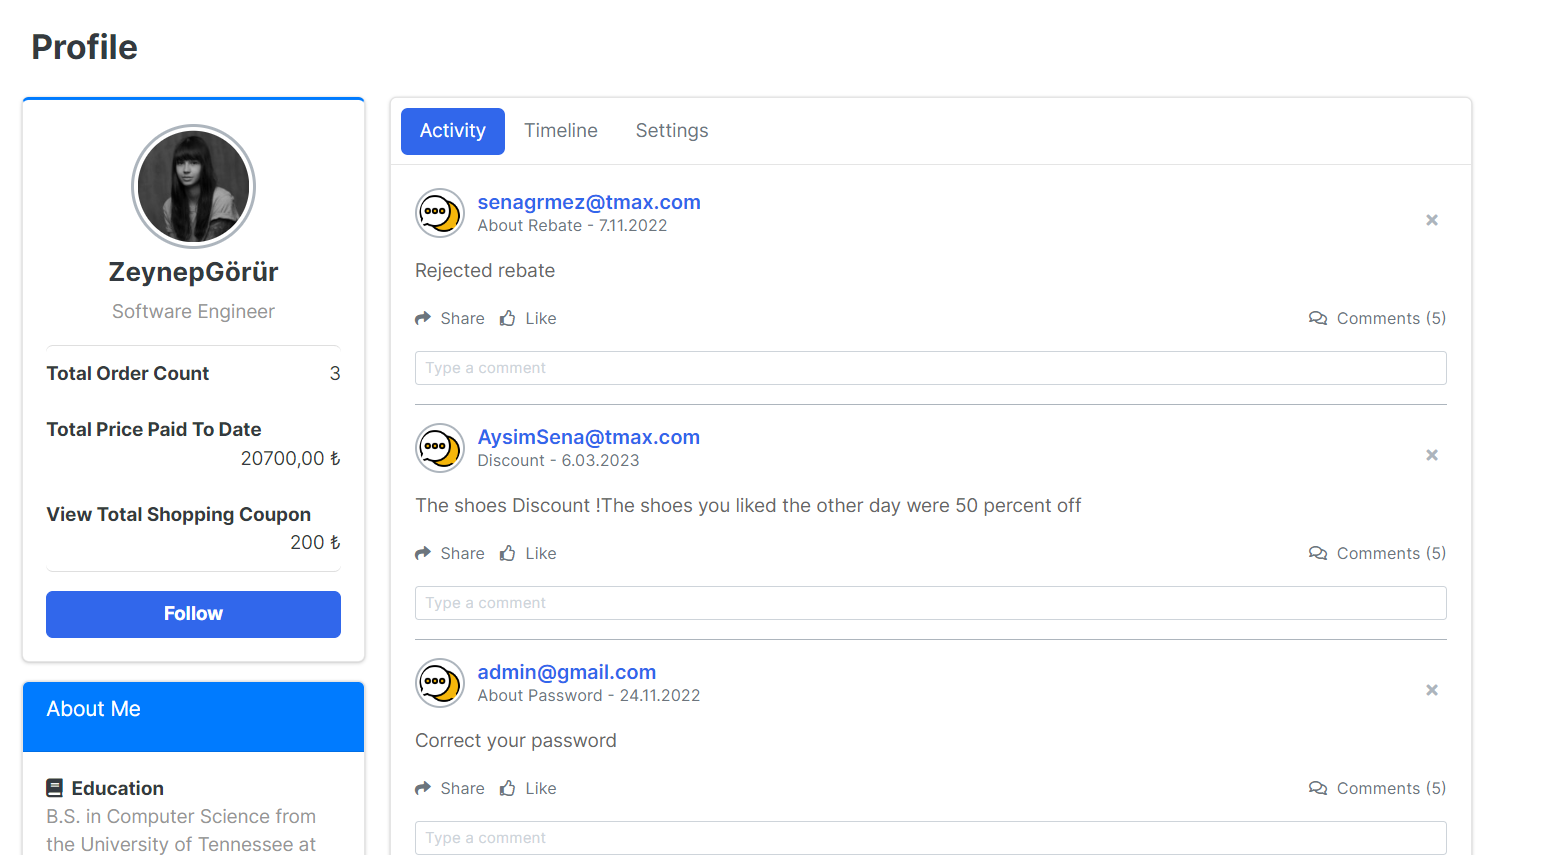 Profile
ZeynepGörür
Software Engineer
Total Order Count 3
Total Price Paid To Date
20700,00 ₺
View Total Shopping Coupon
200 ₺
Follow
About Me
Education
B.S. in Computer Science from
the University of Tennessee at
Activity Timeline Settings
senagrmez@tmax.com
About Rebate - 7.11.2022
Rejected rebate
Share Like Comments (5)
Type a comment
AysimSena@tmax.com
Discount - 6.03.2023
The shoes Discount !The shoes you liked the other day were 50 percent off
Share Like Comments (5)
Type a comment
admin@gmail.com
About Password - 24.11.2022
Correct your password
Share Like Comments (5)
Type a comment